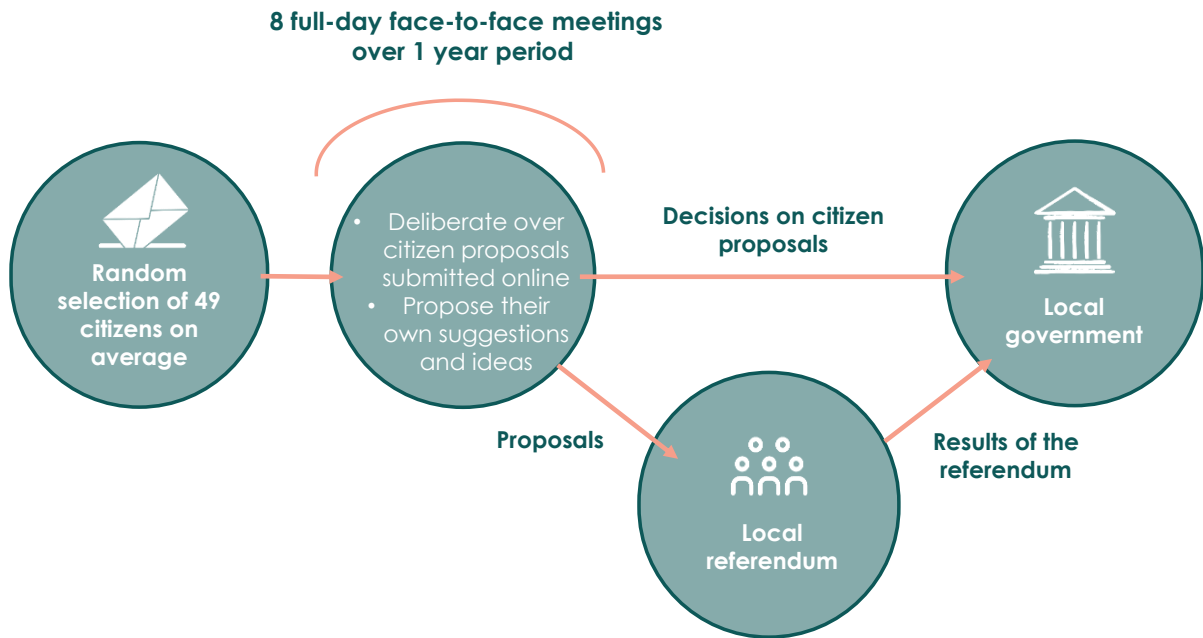 8 full-day face-to-face meetings
over 1 year period
Random
selection of 49
citizens on
average
• Deliberate over
citizen proposals
submitted online
• Propose their
own suggestions
and ideas
Decisions on citizen
proposals
Local
government
Proposals
Local
referendum
Results of the
referendum